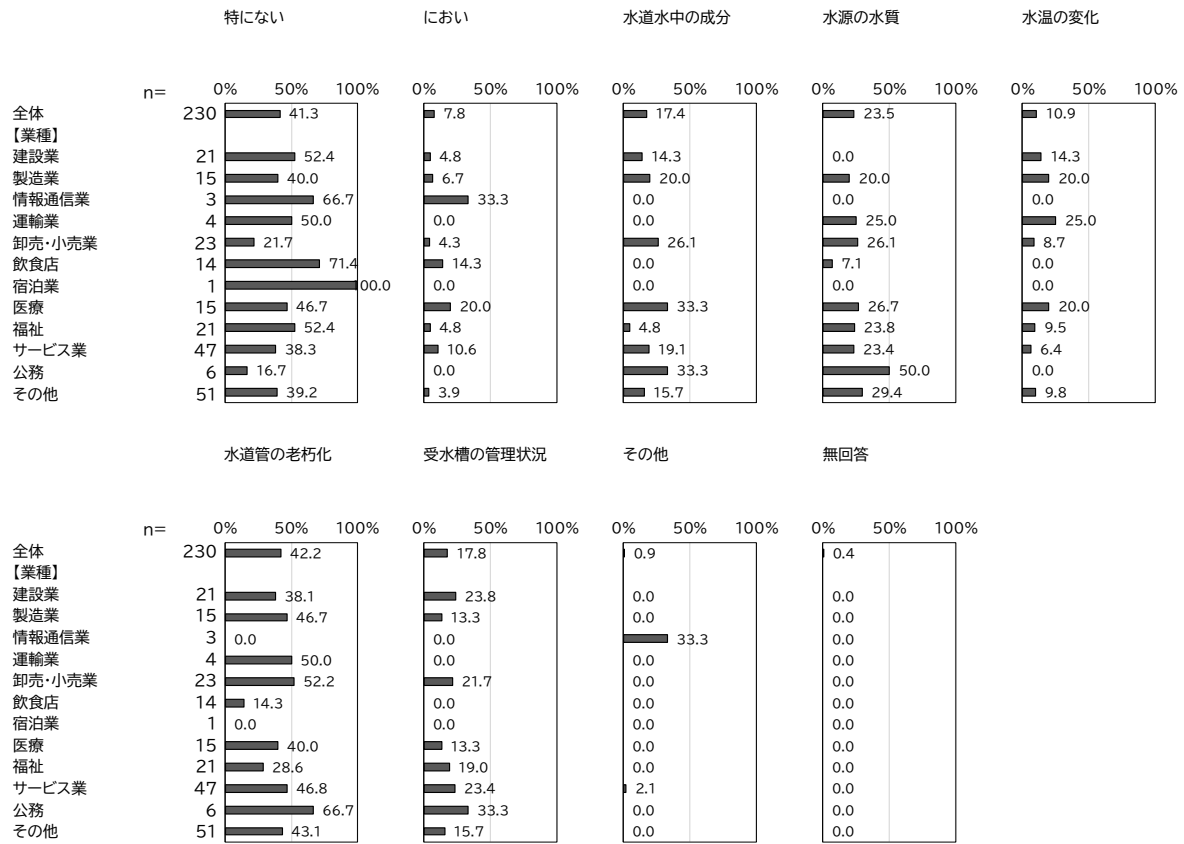 特にない におい 水道水中の成分 水源の水質 水温の変化
n= 0% 50% 100% 0% 50% 100% 0% 50% 100% 0% 50% 100% 0% 50% 100%
全体 230 41.3 7.8 17.4 23.5 10.9
【業種】
建設業 21 52.4 4.8 14.3 0.0 14.3
製造業 15 40.0 6.7 20.0 20.0 20.0
情報通信業 3 66.7 33.3 0.0 0.0 0.0
運輸業 4 50.0 0.0 0.0 25.0 25.0
卸売・小売業 23 21.7 4.3 26.1 26.1 8.7
飲食店 14 71.4 14.3 0.0 7.1 0.0
宿泊業 1 100.0 0.0 0.0 0.0 0.0
医療 15 46.7 20.0 33.3 26.7 20.0
福祉 21 52.4 4.8 4.8 23.8 9.5
サービス業 47 38.3 10.6 19.1 23.4 6.4
公務 6 16.7 0.0 33.3 50.0 0.0
その他 51 39.2 3.9 15.7 29.4 9.8
水道管の老朽化 受水槽の管理状況 その他 無回答
n= 0% 50% 100% 0% 50% 100% 0% 50% 100% 0% 50% 100%
全体 230 42.2 17.8 0.9 0.4
【業種】
建設業 21 38.1 23.8 0.0 0.0
製造業 15 46.7 13.3 0.0 0.0
情報通信業 3 0.0 0.0 33.3 0.0
運輸業 4 50.0 0.0 0.0 0.0
卸売・小売業 23 52.2 21.7 0.0 0.0
飲食店 14 14.3 0.0 0.0 0.0
宿泊業 1 0.0 0.0 0.0 0.0
医療 15 40.0 13.3 0.0 0.0
福祉 21 28.6 19.0 0.0 0.0
サービス業 47 46.8 23.4 2.1 0.0
公務 6 66.7 33.3 0.0 0.0
その他 51 43.1 15.7 0.0 0.0